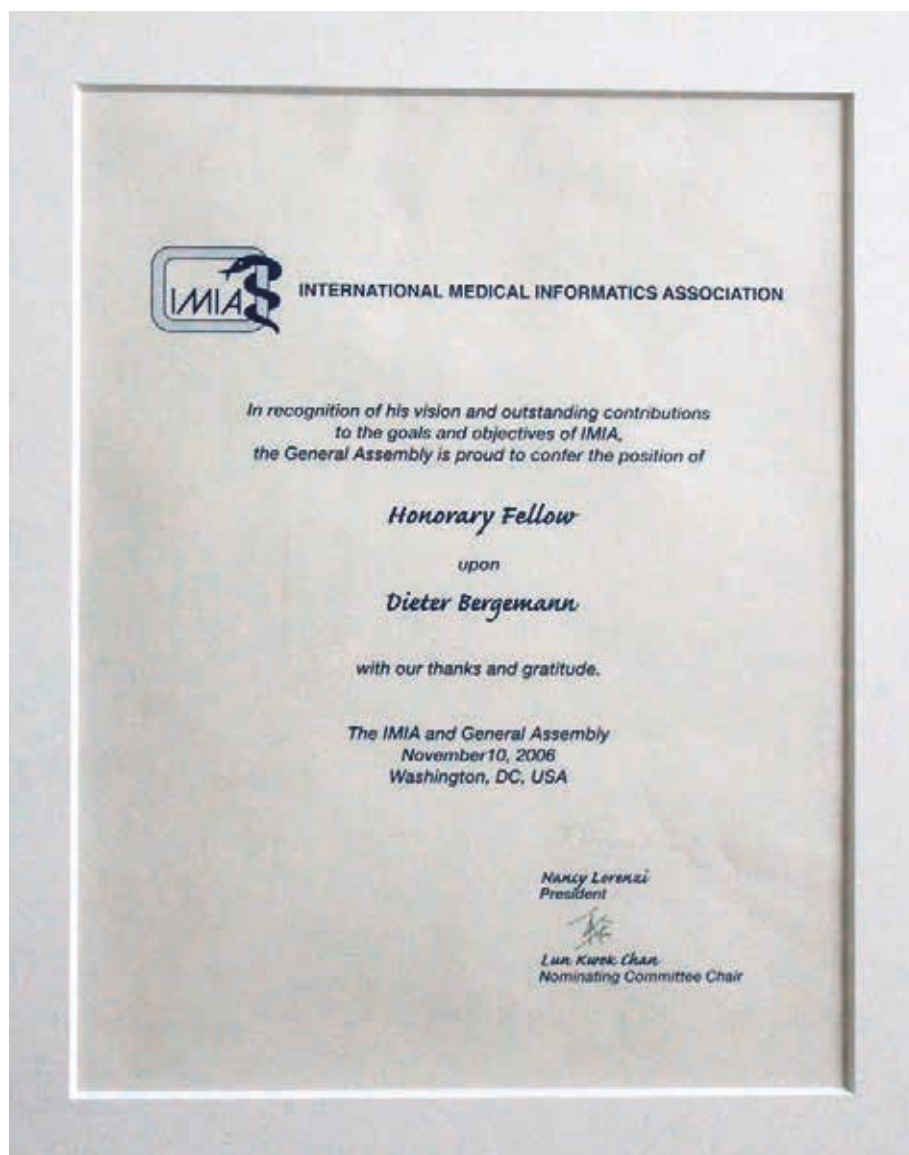 IMIA
INTERNATIONAL MEDICAL INFORMATICS ASSOCIATION
In recognition of his vision and outstanding contributions
to the goals and objectives of IMIA,
the General Assembly is proud to confer the position of
Honorary Fellow
upon
Dieter Bergemann
with our thanks and gratitude.
The IMIA and General Assembly
November10, 2006
Washington, DC, USA
Nancy Lorenzi
President
Lun Kwok Chan
Nominating Committee Chair